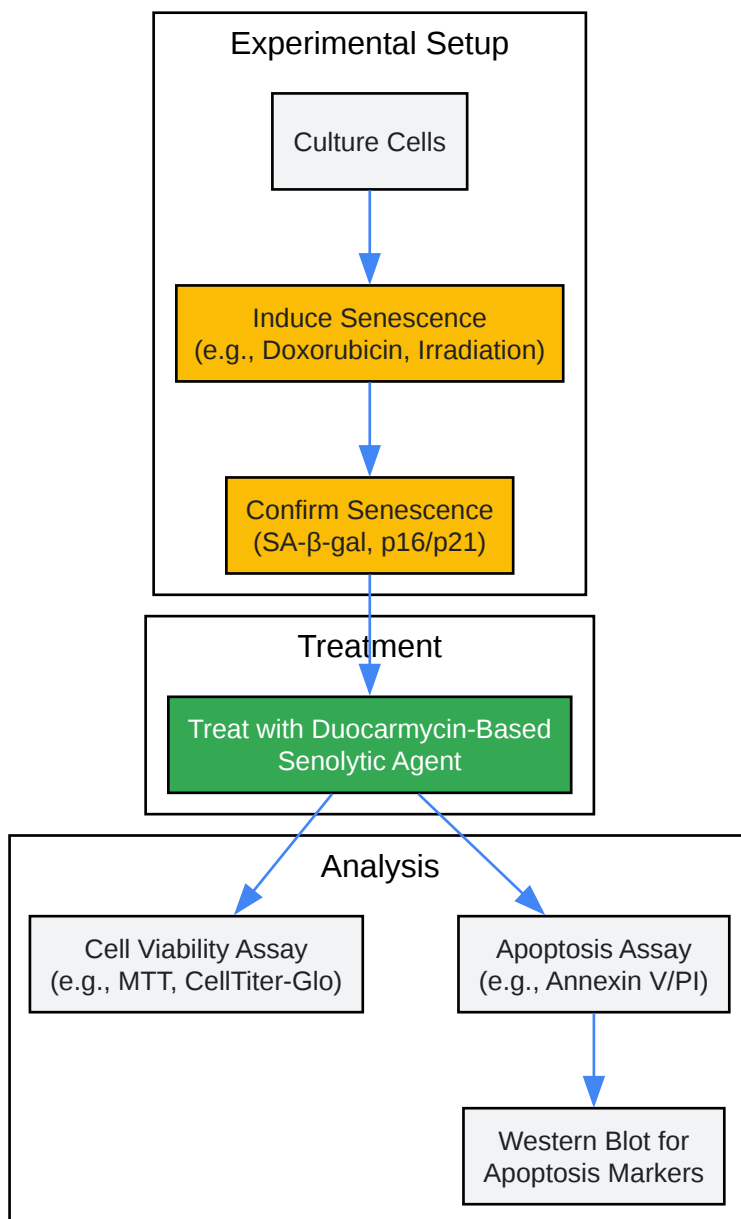 Experimental Setup
Culture Cells
Induce Senescence
(e.g., Doxorubicin, Irradiation)
Confirm Senescence
(SA-β-gal, p16/p21)
Treatment
Treat with Duocarmycin-Based
Senolytic Agent
Analysis
Cell Viability Assay
(e.g., MTT, CellTiter-Glo)
Apoptosis Assay
(e.g., Annexin V/PI)
Western Blot for
Apoptosis Markers